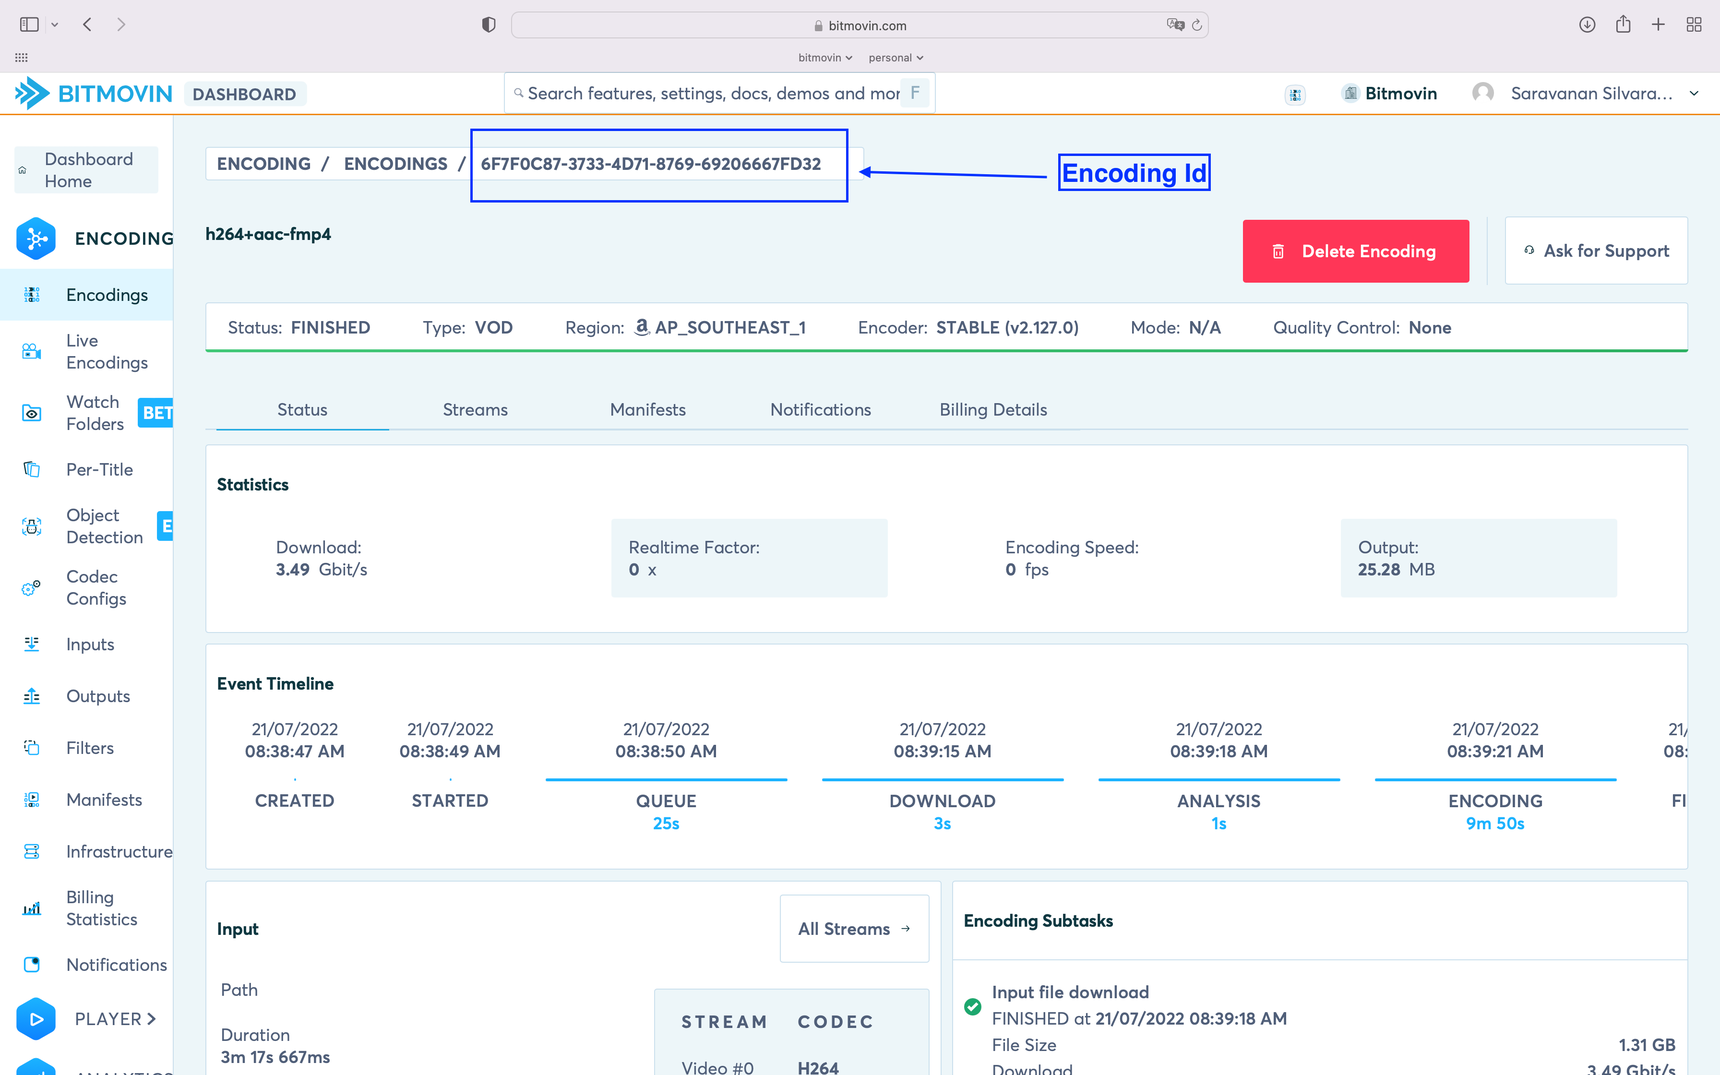 bitmovin.com
bitmovin
personal
BITMOVIN
DASHBOARD
Search features, settings, docs, demos and mor
F
Bitmovin
Saravanan Silvara...
Dashboard
Home
ENCODING
Encodings
Live
Encodings
Watch
Folders
BET
Per-Title
Object
Detection
E
Codec
Configs
Inputs
Outputs
Filters
Manifests
Infrastructure
Billing
Statistics
Notifications
PLAYER
ENCODING / ENCODINGS / 6F7F0C87-3733-4D71-8769-69206667FD32
Encoding Id
h264+aac-fmp4
Delete Encoding
Ask for Support
Status: FINISHED Type: VOD Region: AP_SOUTHEAST_1 Encoder: STABLE (v2.127.0) Mode: N/A Quality Control: None
Status Streams Manifests Notifications Billing Details
Statistics
Download:
3.49 Gbit/s
Realtime Factor:
0 x
Encoding Speed:
0 fps
Output:
25.28 MB
Event Timeline
21/07/2022
08:38:47 AM
CREATED
21/07/2022
08:38:49 AM
STARTED
21/07/2022
08:38:50 AM
QUEUE
25s
21/07/2022
08:39:15 AM
DOWNLOAD
3s
21/07/2022
08:39:18 AM
ANALYSIS
1s
21/07/2022
08:39:21 AM
ENCODING
9m 50s
21/
08:
FI
Input
All Streams →
Path
Duration
3m 17s 667ms
STREAM CODEC
Video #0 H264
Encoding Subtasks
Input file download
FINISHED at 21/07/2022 08:39:18 AM
File Size 1.31 GB
Download 3.49 Gbit/s